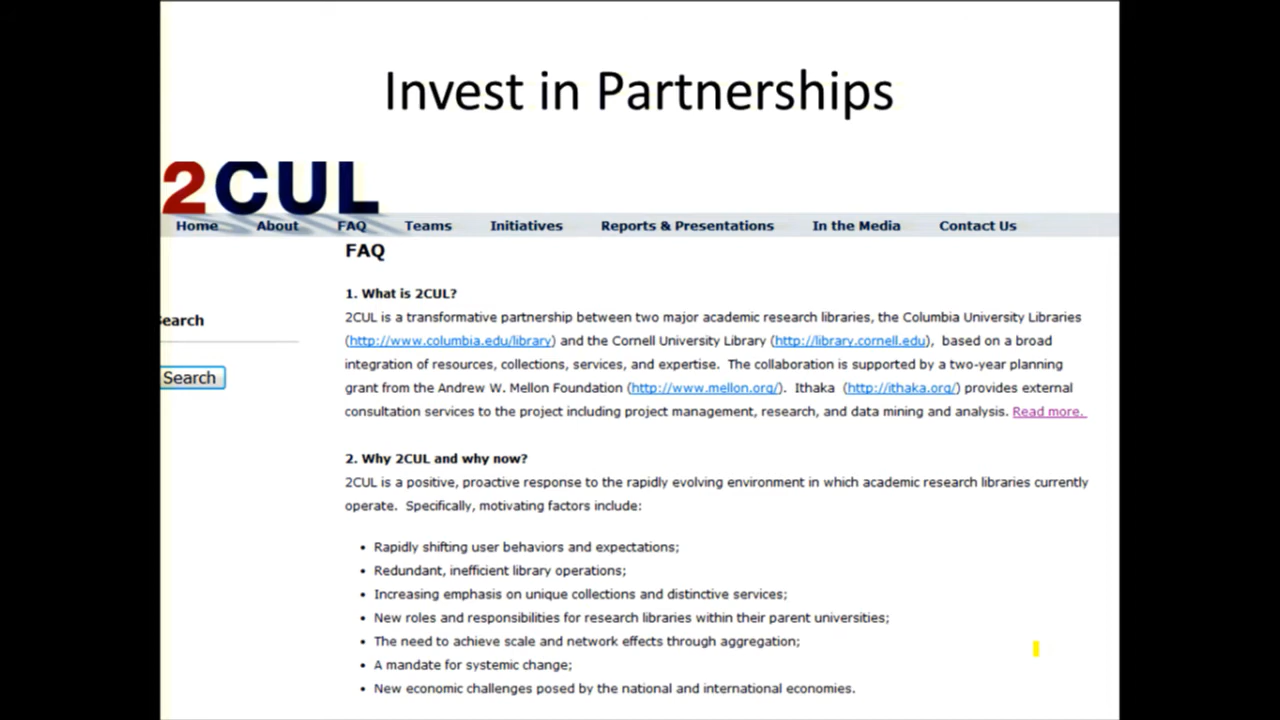 Invest in Partnerships
2CUL
Home About FAQ Teams Initiatives Reports & Presentations In the Media Contact Us
FAQ
1. What is 2CUL?
2CUL is a transformative partnership between two major academic research libraries, the Columbia University Libraries
(http://www.columbia.edu/library) and the Cornell University Library (http://library.cornell.edu), based on a broad
integration of resources, collections, services, and expertise. The collaboration is supported by a two-year planning
grant from the Andrew W. Mellon Foundation (http://www.mellon.org/). Ithaka (http://ithaka.org/) provides external
consultation services to the project including project management, research, and data mining and analysis. Read more.
Search
Search
2. Why 2CUL and why now?
2CUL is a positive, proactive response to the rapidly evolving environment in which academic research libraries currently
operate. Specifically, motivating factors include:
• Rapidly shifting user behaviors and expectations;
• Redundant, inefficient library operations;
• Increasing emphasis on unique collections and distinctive services;
• New roles and responsibilities for research libraries within their parent universities;
• The need to achieve scale and network effects through aggregation;
• A mandate for systemic change;
• New economic challenges posed by the national and international economies.